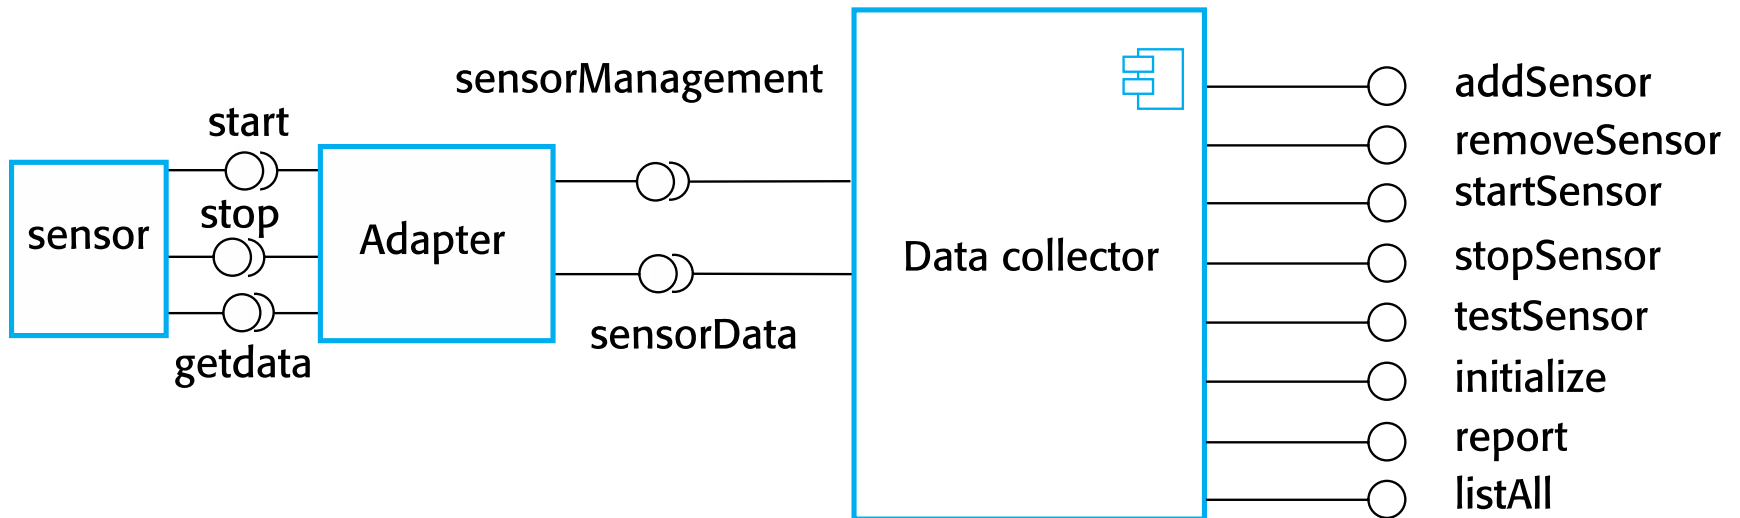 sensorManagement
start
stop
sensor
Adapter
getdata
sensorData
Data collector
addSensor
removeSensor
startSensor
stopSensor
testSensor
initialize
report
listAll